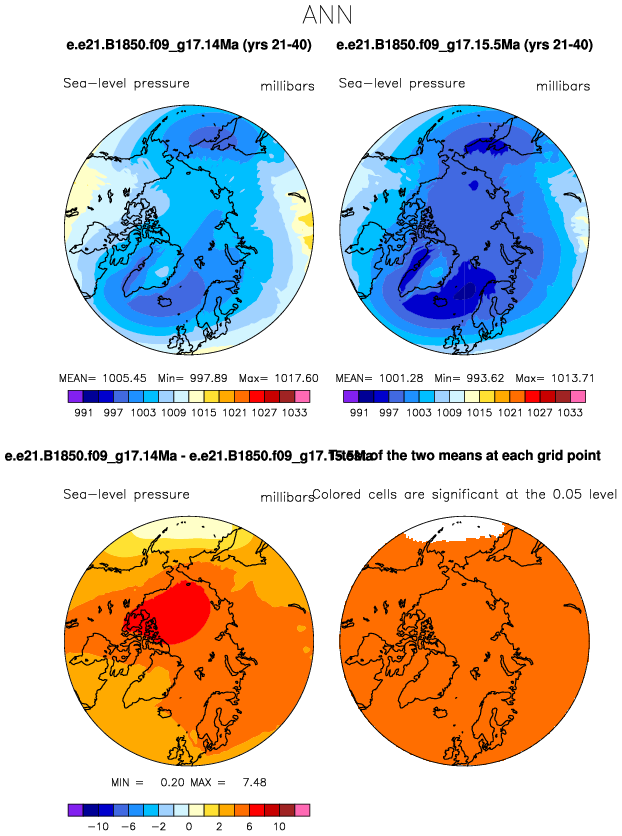 ANN
e.e21.B1850.f09_g17.14Ma (yrs 21-40) e.e21.B1850.f09_g17.15.5Ma (yrs 21-40)
Sea-level pressure millibars Sea-level pressure millibars
MEAN= 1005.45 Min= 997.89 Max= 1017.60 MEAN= 1001.28 Min= 993.62 Max= 1013.71
991 997 1003 1009 1015 1021 1027 1033 991 997 1003 1009 1015 1021 1027 1033
e.e21.B1850.f09_g17.14Ma - e.e21.B1850.f09_g17.15.5Ma T-test of the two means at each grid point
Sea-level pressure millibars Colored cells are significant at the 0.05 level
MIN = 0.20 MAX = 7.48
-10 -6 -2 0 2 6 10